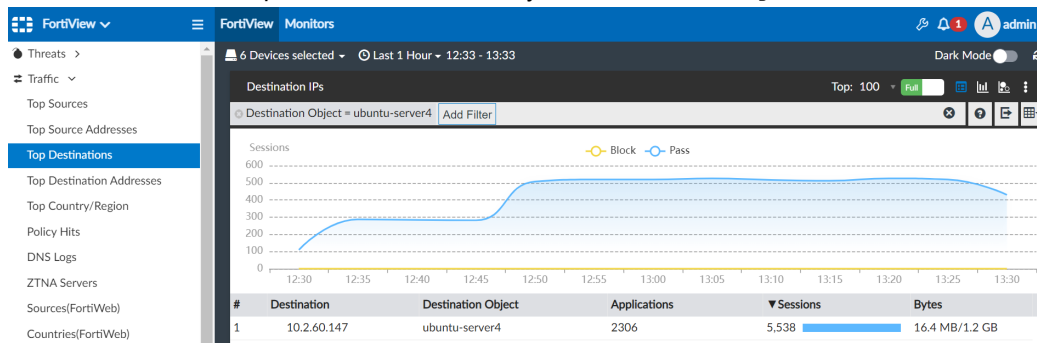 FortiView
FortiView Monitors
1
A
admin
Threats
6 Devices selected
Last 1 Hour
12:33 - 13:33
Dark Mode
Traffic
Destination IPs
Top: 100
Full
Top Sources
Destination Object = ubuntu-server4
Add Filter
Top Source Addresses
Top Destinations
Top Destination Addresses
Top Country/Region
Policy Hits
DNS Logs
ZTNA Servers
Sources(FortiWeb)
Countries(FortiWeb)
Sessions
Block
Pass
600
500
400
300
200
100
0
12:30 12:35 12:40 12:45 12:50 12:55 13:00 13:05 13:10 13:15 13:20 13:25 13:30
# Destination Destination Object Applications ▼Sessions Bytes
1 10.2.60.147 ubuntu-server4 2306 5,538 16.4 MB/1.2 GB